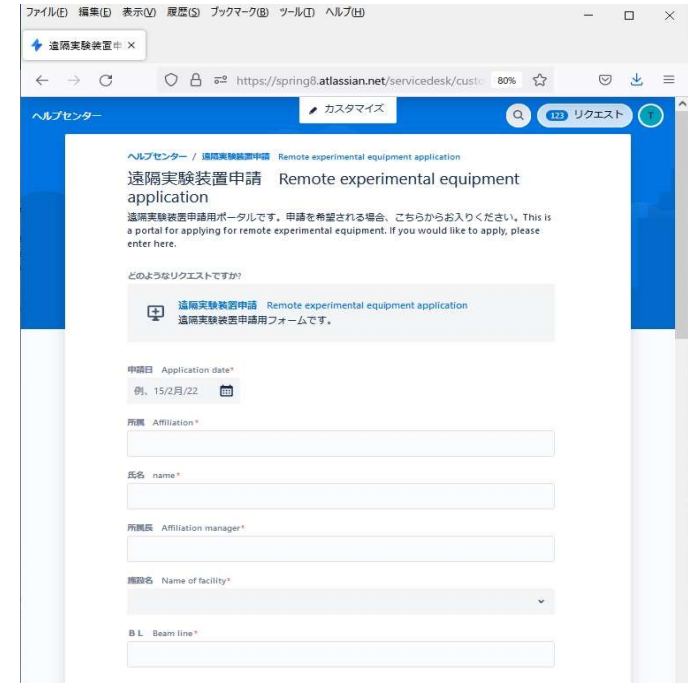 ファイル(F) 編集(E) 表示(V) 履歴(S) ブックマーク(B) ツール(T) ヘルプ(H)
遠隔実験装置申
https://spring8.atlassian.net/servicedesk/custo 80%
ヘルプセンター
カスタマイズ
123 リクエスト
T
ヘルプセンター / 遠隔実験装置申請 Remote experimental equipment application
遠隔実験装置申請 Remote experimental equipment
application
遠隔実験装置申請用ポータルです。申請を希望される場合、こちらからお入りください。This is
a portal for applying for remote experimental equipment. If you would like to apply, please
enter here.
どのようなリクエストですか?
遠隔実験装置申請 Remote experimental equipment application
遠隔実験装置申請用フォームです。
申請日 Application date*
例、15/2月/22
所属 Affiliation*
氏名 name*
所属長 Affiliation manager*
施設名 Name of facility*
BL Beam line*